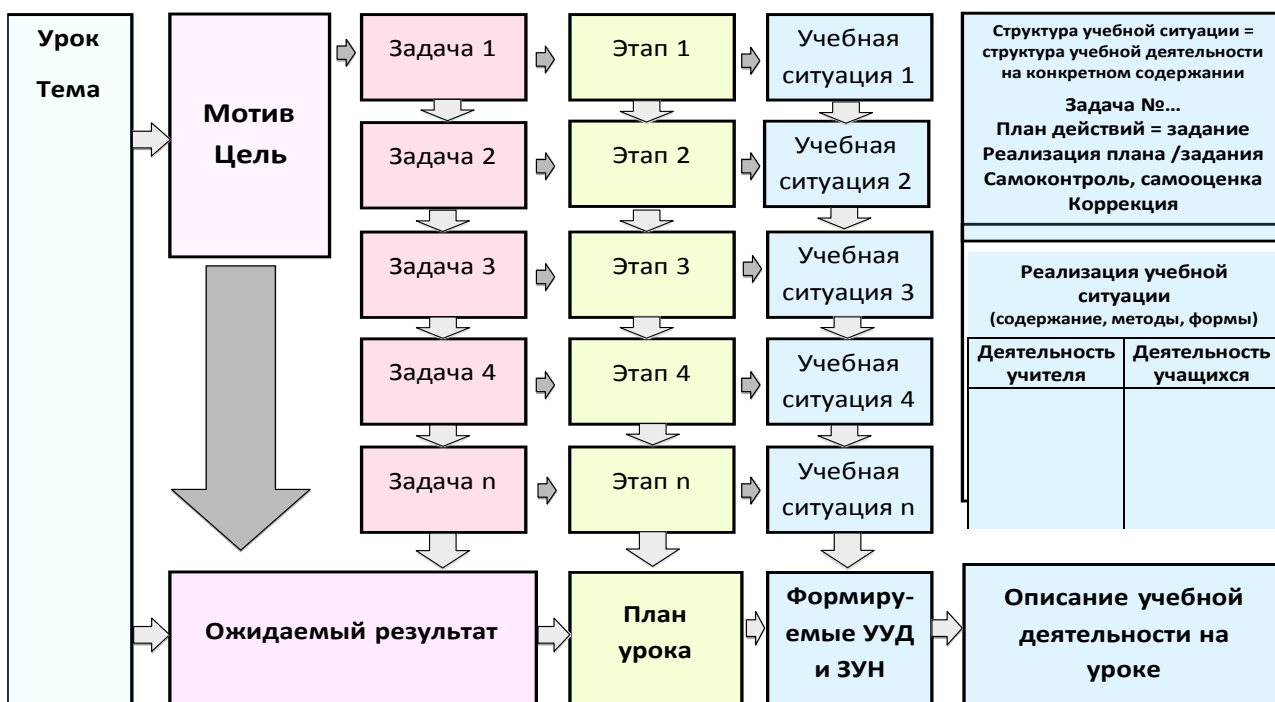 Урок
Тема
Мотив
Цель
Задача 1
Этап 1
Учебная
ситуация 1
Задача 2
Этап 2
Учебная
ситуация 2
Задача 3
Этап 3
Учебная
ситуация 3
Задача 4
Этап 4
Учебная
ситуация 4
Задача n
Этап n
Учебная
ситуация n
Структура учебной ситуации =
структура учебной деятельности
на конкретном содержании
Задача №…
План действий = задание
Реализация плана /задания
Самоконтроль, самооценка
Коррекция
Реализация учебной
ситуации
(содержание, методы, формы)
Деятельность
учителя
Деятельность
учащихся
Ожидаемый результат
План
урока
Формиру-
емые УУД
и ЗУН
Описание учебной
деятельности на
уроке